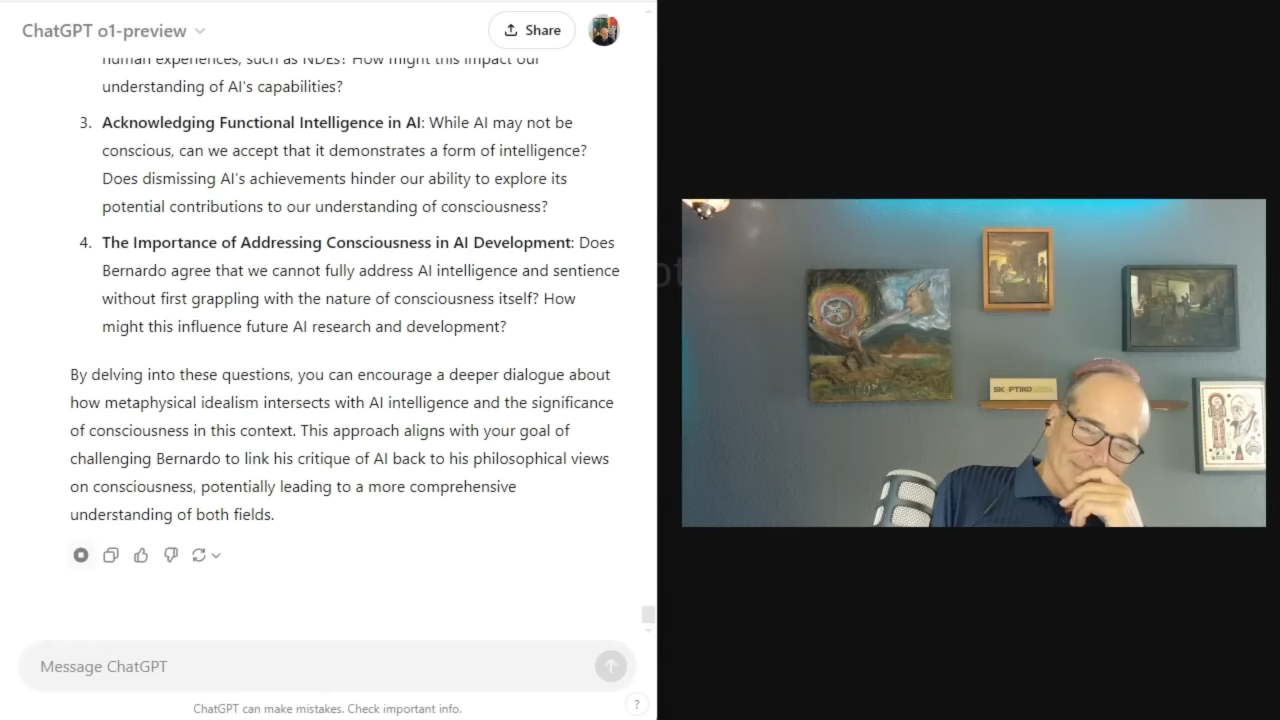 ChatGPT o1-preview
Share
human experiences, such as NDEs? How might this impact our
understanding of AI's capabilities?
3. Acknowledging Functional Intelligence in AI: While AI may not be
conscious, can we accept that it demonstrates a form of intelligence?
Does dismissing AI's achievements hinder our ability to explore its
potential contributions to our understanding of consciousness?
4. The Importance of Addressing Consciousness in AI Development: Does
Bernardo agree that we cannot fully address AI intelligence and sentience
without first grappling with the nature of consciousness itself? How
might this influence future AI research and development?
By delving into these questions, you can encourage a deeper dialogue about
how metaphysical idealism intersects with AI intelligence and the significance
of consciousness in this context. This approach aligns with your goal of
challenging Bernardo to link his critique of AI back to his philosophical views
on consciousness, potentially leading to a more comprehensive
understanding of both fields.
Message ChatGPT
ChatGPT can make mistakes. Check important info.
?